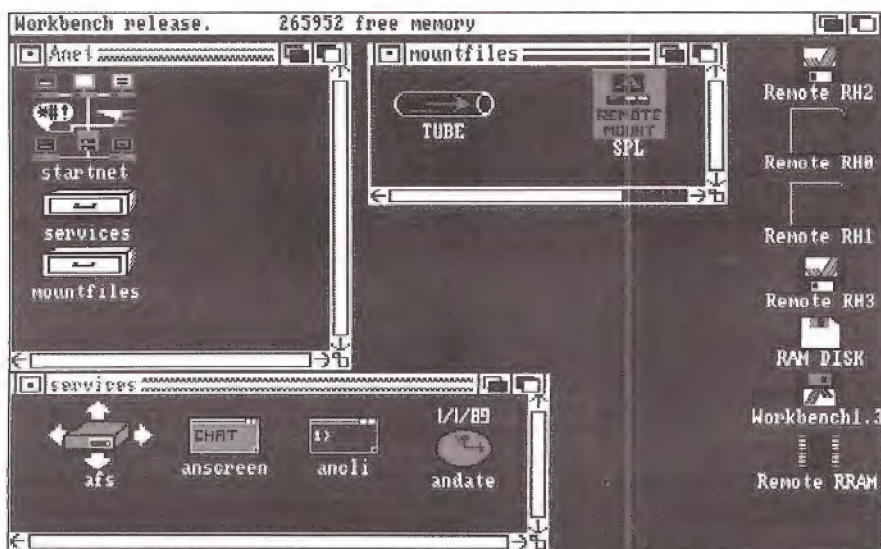 Workbench release. 265952 free memory
Anet
*#!
startnet
services
mountfiles
mountfiles
TUBE
REMOTE
MOUNT
SPL
Remote RH2
Remote RH0
Remote RH1
Remote RH3
RAM DISK
Workbench1.3
Remote RRAM
services
afs
CHAT
anscreen
1>
ancli
1/1/89
andate